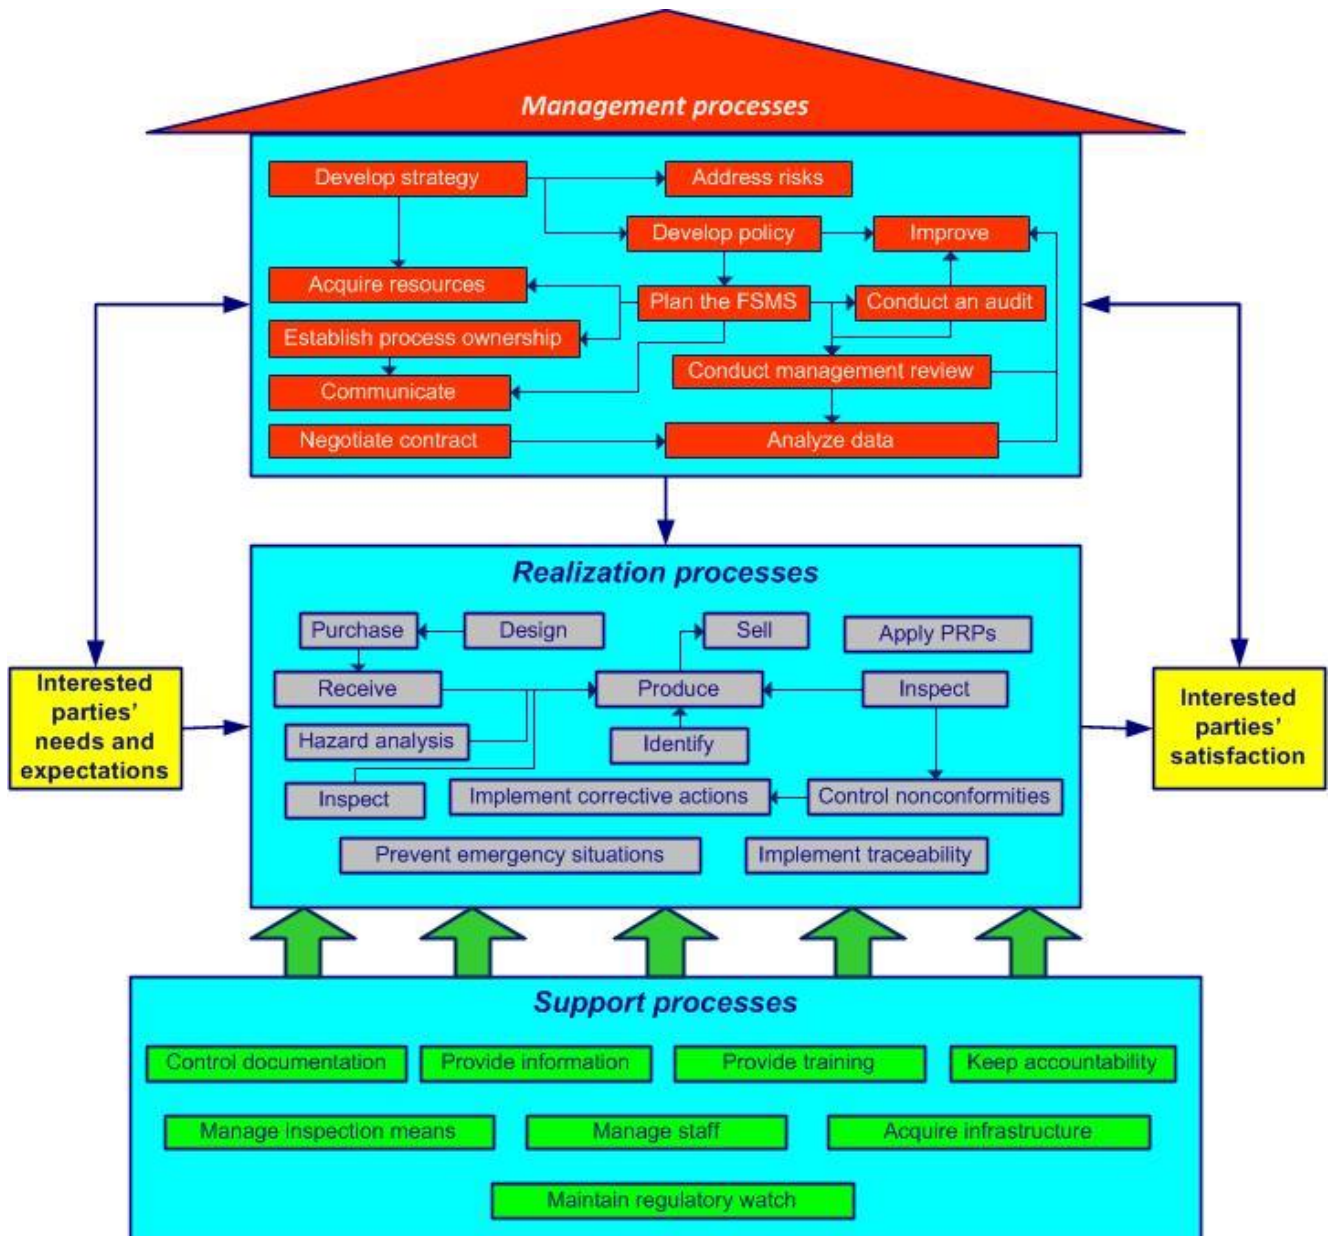 Management processes
Develop strategy
Address risks
Develop policy
Improve
Acquire resources
Plan the FSMS
Conduct an audit
Establish process ownership
Conduct management review
Communicate
Negotiate contract
Analyze data
Realization processes
Purchase
Design
Sell
Apply PRPs
Receive
Produce
Inspect
Hazard analysis
Identify
Inspect
Implement corrective actions
Control nonconformities
Prevent emergency situations
Implement traceability
Interested
parties'
needs and
expectations
Interested
parties'
satisfaction
Support processes
Control documentation
Provide information
Provide training
Keep accountability
Manage inspection means
Manage staff
Acquire infrastructure
Maintain regulatory watch